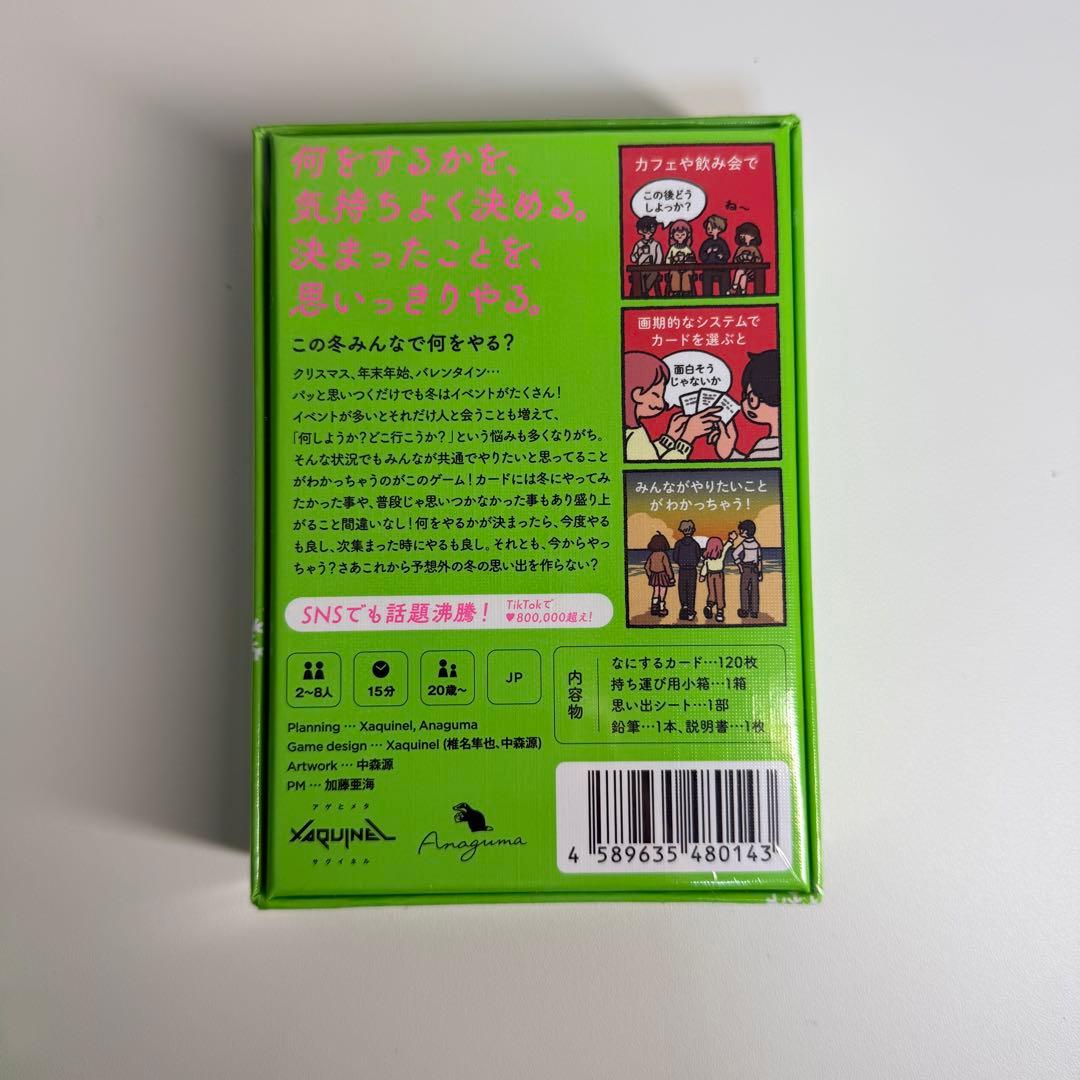 何をするかを、
気持ちよく決める。
決まったことを、
思いっきりやる。
この冬みんなで何をやる？
クリスマス、年末年始、バレンタイン…
パッと思いつくだけでも冬はイベントがたくさん！
イベントが多いとそれだけ人と会うことも増えて、
「何しようか？どこ行こうか？」という悩みも多くなりがち。
そんな状況でもみんなが共通でやりたいと思ってること
がわかっちゃうのがこのゲーム！カードには冬にやってみ
たかった事や、普段じゃ思いつかなかった事もあり盛り上
がること間違いなし！何をやるかが決まったら、今度やる
も良し、次集まった時にやるも良し。それとも、今からやっ
ちゃう？さあこれから予想外の冬の思い出を作らない？
SNSでも話題沸騰！
TikTokで
♥800,000超え！
カフェや飲み会で
この後どう
しよっか？
ね〜
画期的なシステムで
カードを選ぶと
面白そう
じゃないか
みんながやりたいこと
がわかっちゃう！
2〜8人
15分
20歳〜
JP
内容物
なにするカード…120枚
持ち運び用小箱…1箱
思い出シート…1部
鉛筆…1本、説明書…1枚
Planning … Xaquinel, Anaguma
Game design … Xaquinel (椎名隼也、中森源)
Artwork … 中森源
PM … 加藤亜海
アゲヒメタ
XAQUINEL
サグイネル
Anaguma
4 589635 480143